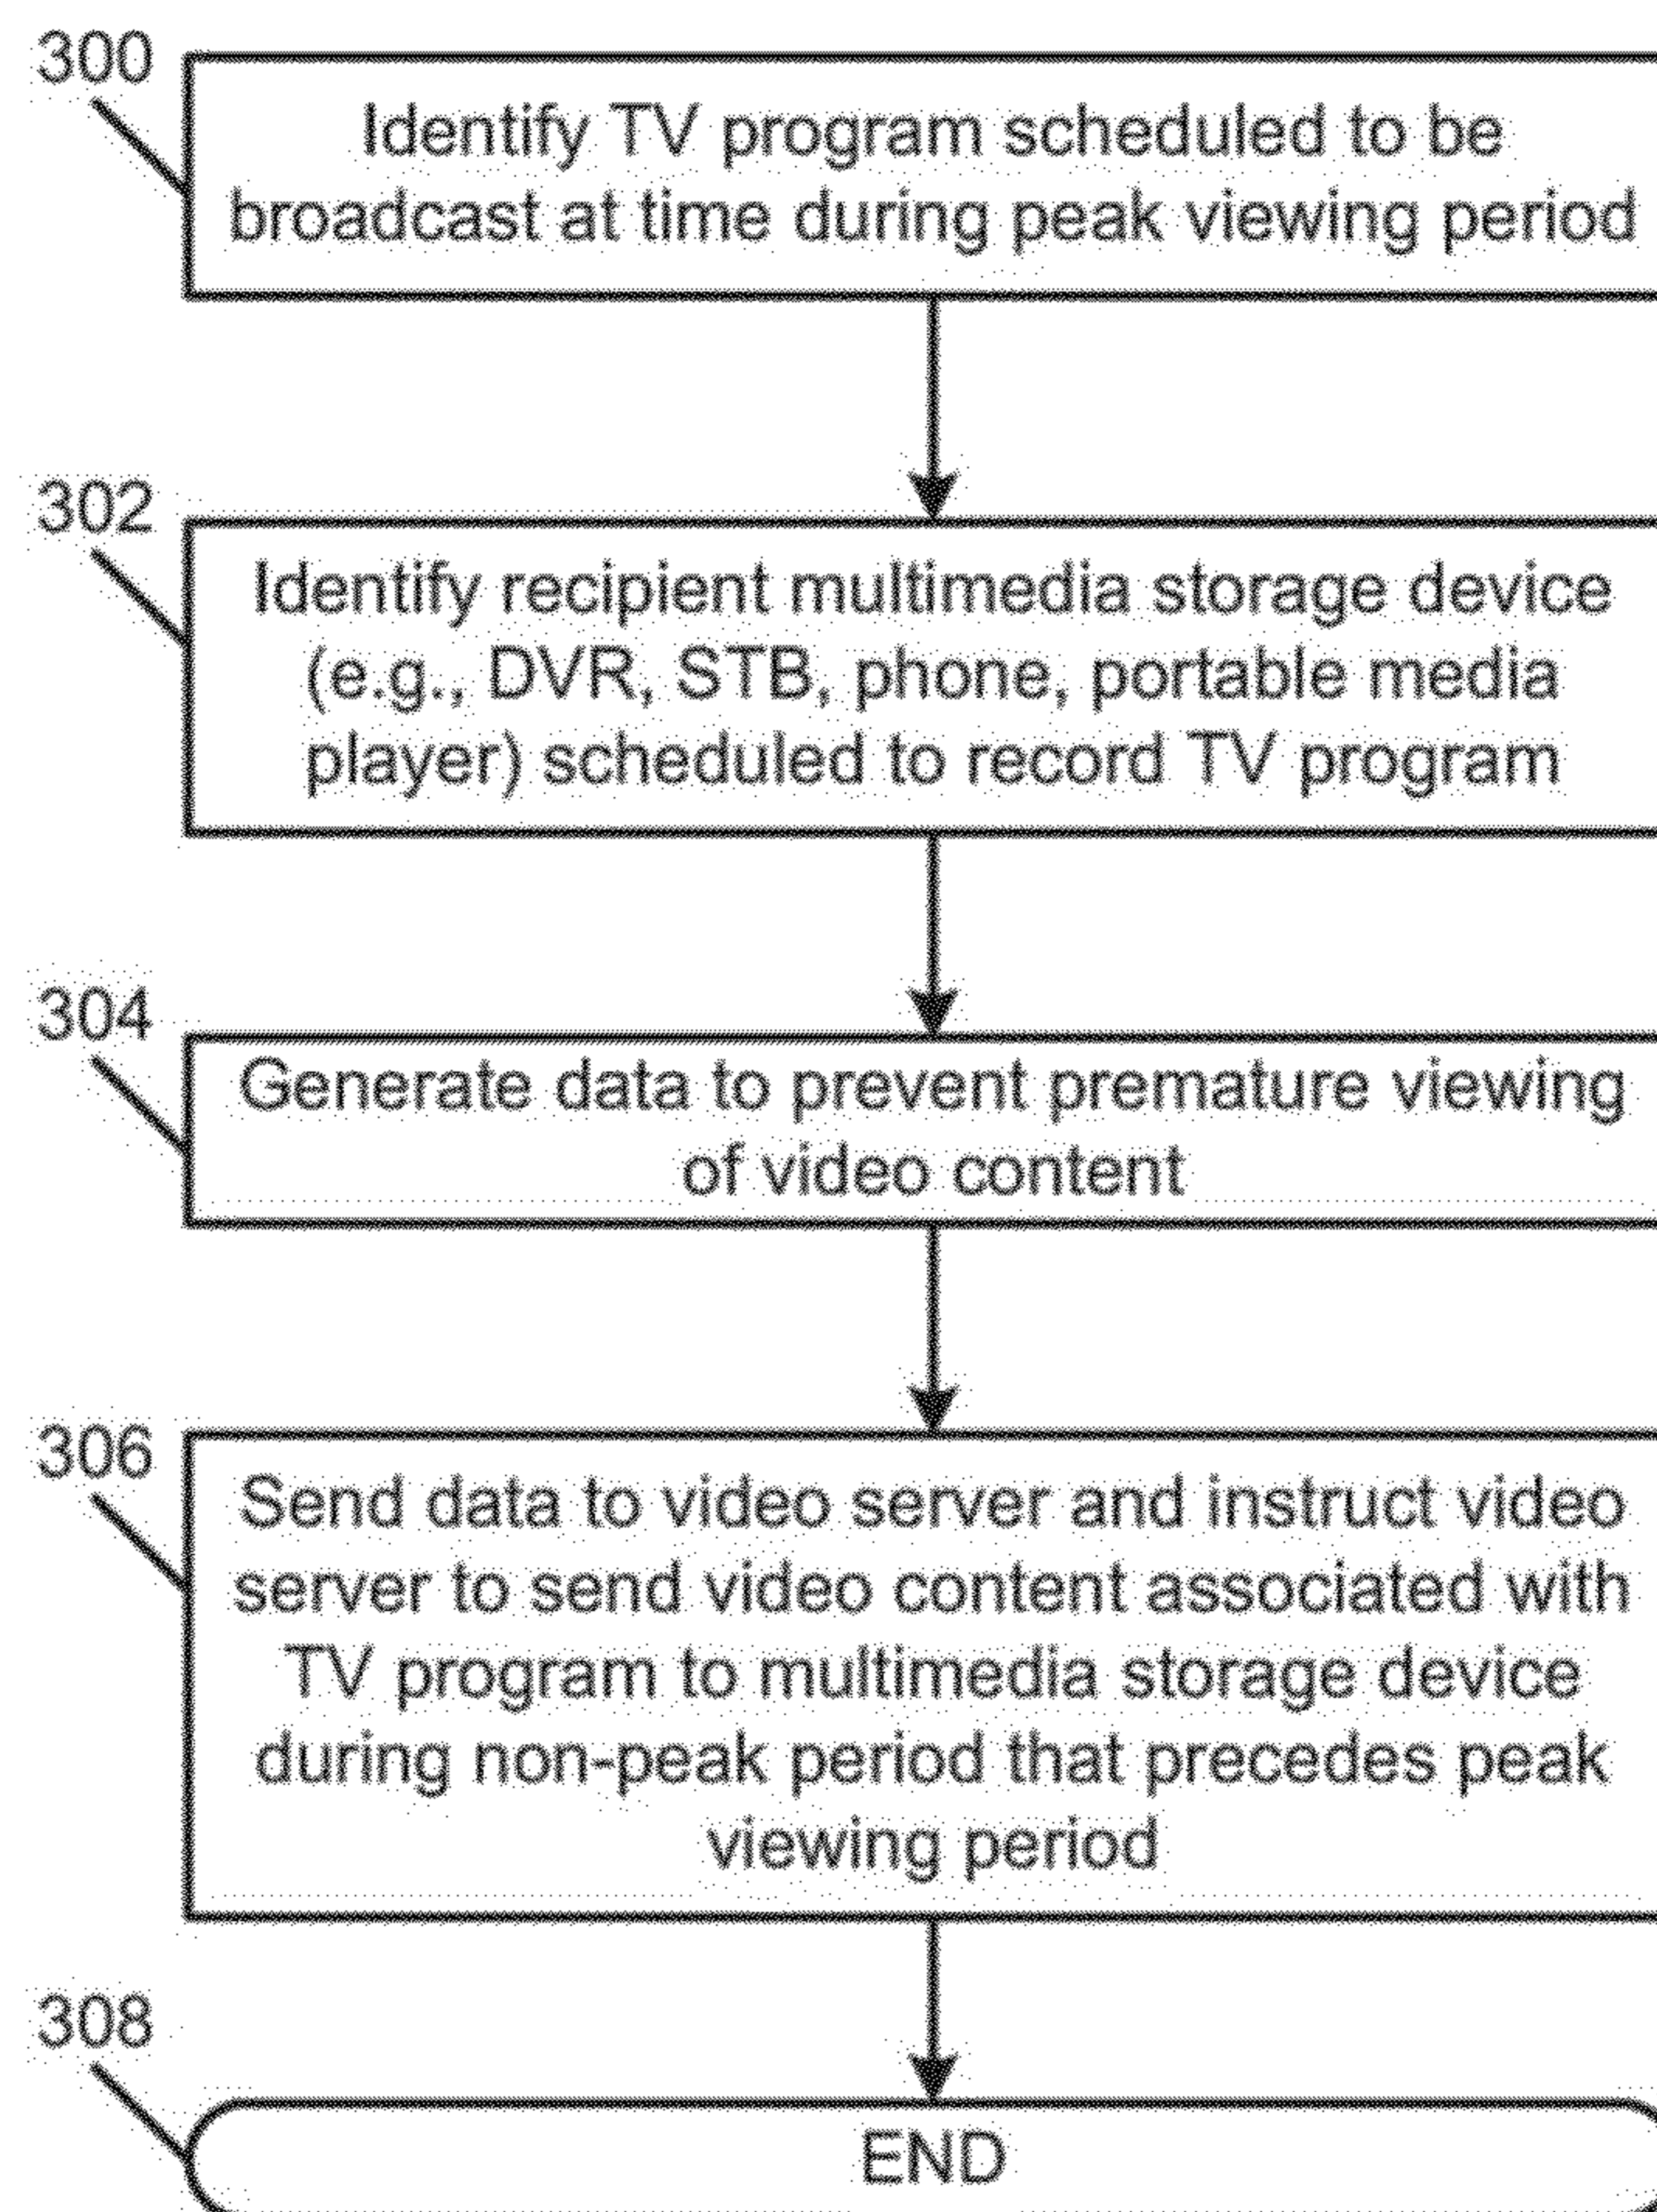 300
Identify TV program scheduled to be
broadcast at time during peak viewing period
302
Identify recipient multimedia storage device
(e.g., DVR, STB, phone, portable media
player) scheduled to record TV program
304
Generate data to prevent premature viewing
of video content
306
Send data to video server and instruct video
server to send video content associated with
TV program to multimedia storage device
during non-peak period that precedes peak
viewing period
308
END